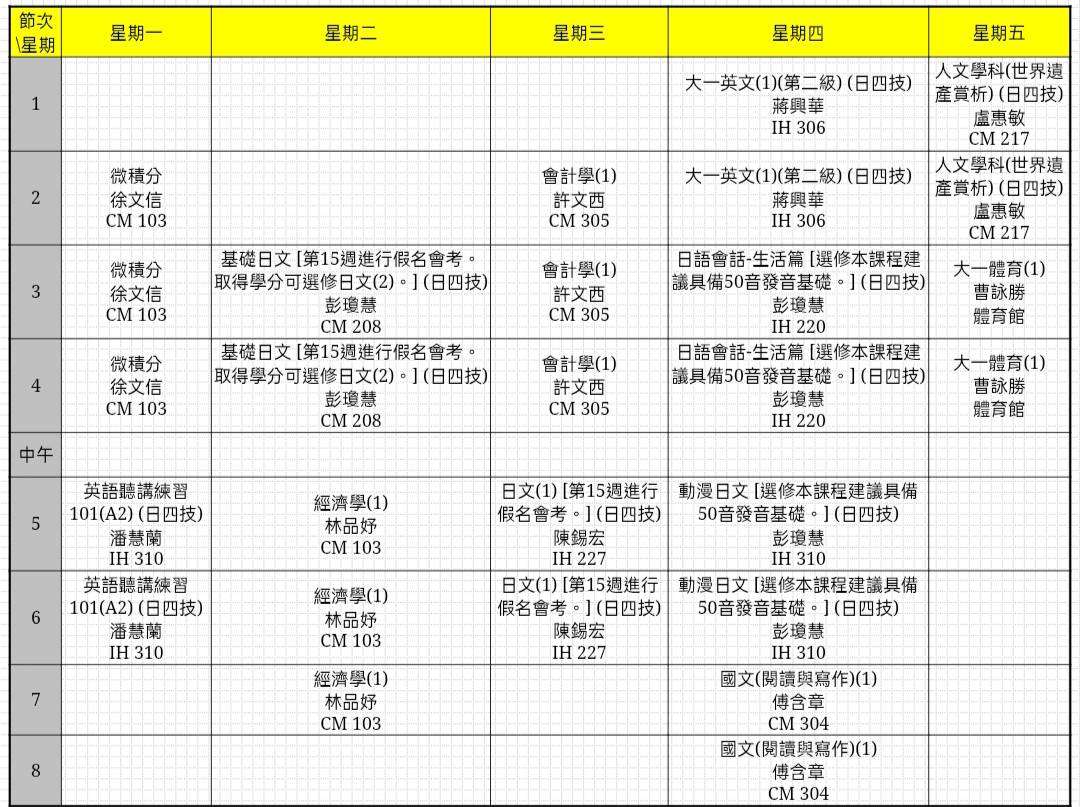 節次
\星期
星期一
星期二
星期三
星期四
星期五
1
大一英文(1)(第二級) (日四技)
蔣興華
IH 306
人文學科(世界遺
產賞析) (日四技)
盧惠敏
CM 217
2
微積分
徐文信
CM 103
會計學(1)
許文西
CM 305
大一英文(1)(第二級) (日四技)
蔣興華
IH 306
人文學科(世界遺
產賞析) (日四技)
盧惠敏
CM 217
3
微積分
徐文信
CM 103
基礎日文 [第15週進行假名會考。
取得學分可選修日文(2)。] (日四技)
彭瓊慧
CM 208
會計學(1)
許文西
CM 305
日語會話-生活篇 [選修本課程建
議具備50音發音基礎。] (日四技)
彭瓊慧
IH 220
大一體育(1)
曹詠勝
體育館
4
微積分
徐文信
CM 103
基礎日文 [第15週進行假名會考。
取得學分可選修日文(2)。] (日四技)
彭瓊慧
CM 208
會計學(1)
許文西
CM 305
日語會話-生活篇 [選修本課程建
議具備50音發音基礎。] (日四技)
彭瓊慧
IH 220
大一體育(1)
曹詠勝
體育館
中午
5
英語聽講練習
101(A2) (日四技)
潘慧蘭
IH 310
經濟學(1)
林品妤
CM 103
日文(1) [第15週進行
假名會考。] (日四技)
陳錫宏
IH 227
動漫日文 [選修本課程建議具備
50音發音基礎。] (日四技)
彭瓊慧
IH 310
6
英語聽講練習
101(A2) (日四技)
潘慧蘭
IH 310
經濟學(1)
林品妤
CM 103
日文(1) [第15週進行
假名會考。] (日四技)
陳錫宏
IH 227
動漫日文 [選修本課程建議具備
50音發音基礎。] (日四技)
彭瓊慧
IH 310
7
經濟學(1)
林品妤
CM 103
國文(閱讀與寫作)(1)
傅含章
CM 304
8
國文(閱讀與寫作)(1)
傅含章
CM 304